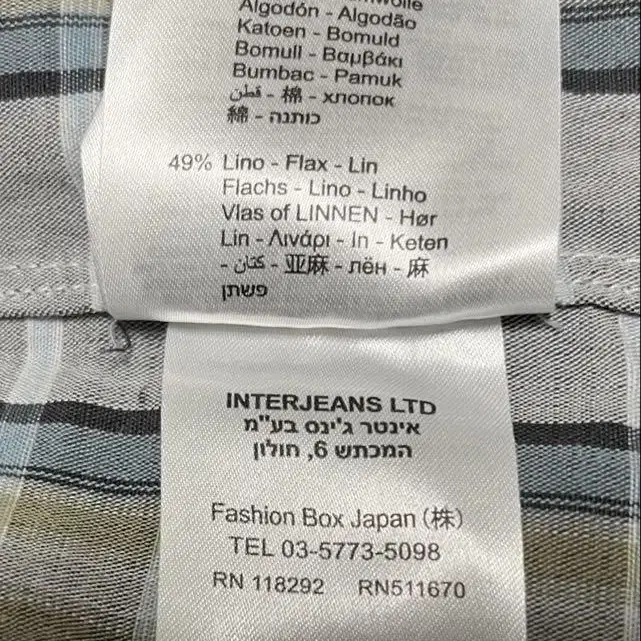 Algodón - Algodão
Katoen - Bomuld
Bomull - Βαμβάκι
Bumbac - Pamuk
قطن - 棉 - хлопок
綿 - כותנה
49% Lino - Flax - Lin
Flachs - Lino - Linho
Vlas of LINNEN - Hør
Lin - Λινάρι - In - Keten
- كتان - 亚麻 - лён - 麻
פשתן
INTERJEANS LTD
אינטר ג'ינס בע"מ
המכתש 6, חולון
Fashion Box Japan (株)
TEL 03-5773-5098
RN 118292 RN511670